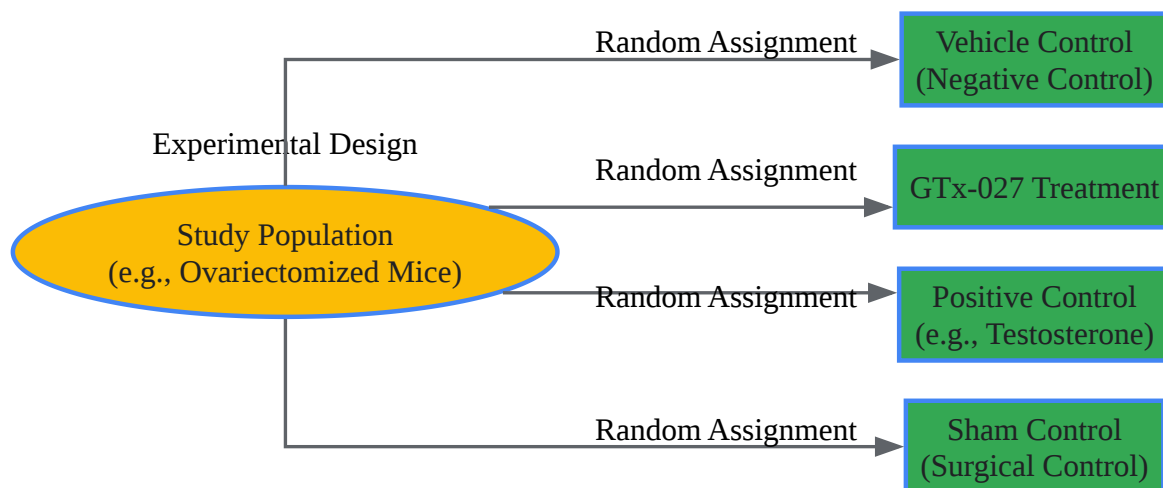 Random Assignment
Vehicle Control
(Negative Control)
Experimental Design
Random Assignment
GTx-027 Treatment
Study Population
(e.g., Ovariectomized Mice)
Random Assignment
Positive Control
(e.g., Testosterone)
Random Assignment
Sham Control
(Surgical Control)